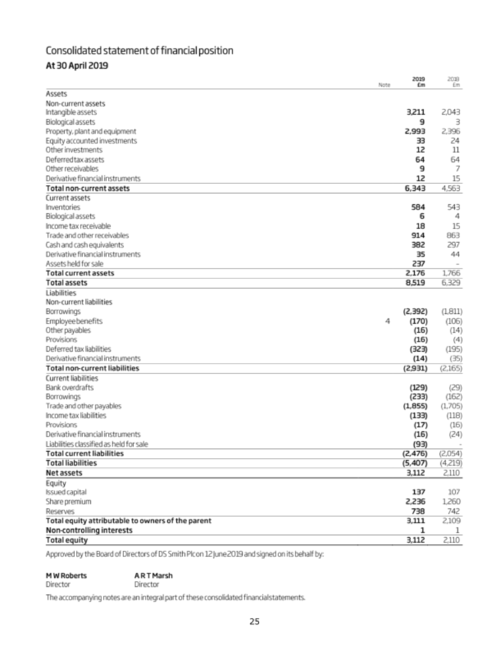 Consolidated statement of financial position
At 30 April 2019
Note 2019 £m 2018 £m
Assets
Non-current assets
Intangible assets 3,211 2,043
Biological assets 9 3
Property, plant and equipment 2,993 2,396
Equity accounted investments 33 24
Other investments 12 11
Deferred tax assets 64 64
Other receivables 9 7
Derivative financial instruments 12 15
Total non-current assets 6,343 4,563
Current assets
Inventories 584 543
Biological assets 6 4
Income tax receivable 18 15
Trade and other receivables 914 863
Cash and cash equivalents 382 297
Derivative financial instruments 35 44
Assets held for sale 237 -
Total current assets 2,176 1,766
Total assets 8,519 6,329
Liabilities
Non-current liabilities
Borrowings (2,392) (1,811)
Employee benefits 4 (170) (106)
Other payables (16) (14)
Provisions (16) (4)
Deferred tax liabilities (323) (195)
Derivative financial instruments (14) (35)
Total non-current liabilities (2,931) (2,165)
Current liabilities
Bank overdrafts (129) (29)
Borrowings (233) (162)
Trade and other payables (1,855) (1,705)
Income tax liabilities (133) (118)
Provisions (17) (16)
Derivative financial instruments (16) (24)
Liabilities classified as held for sale (93) -
Total current liabilities (2,476) (2,054)
Total liabilities (5,407) (4,219)
Net assets 3,112 2,110
Equity
Issued capital 137 107
Share premium 2,236 1,260
Reserves 738 742
Total equity attributable to owners of the parent 3,111 2,109
Non-controlling interests 1 1
Total equity 3,112 2,110
Approved by the Board of Directors of DS Smith Plc on 12 June 2019 and signed on its behalf by:
M W Roberts A R T Marsh
Director Director
The accompanying notes are an integral part of these consolidated financial statements.
25